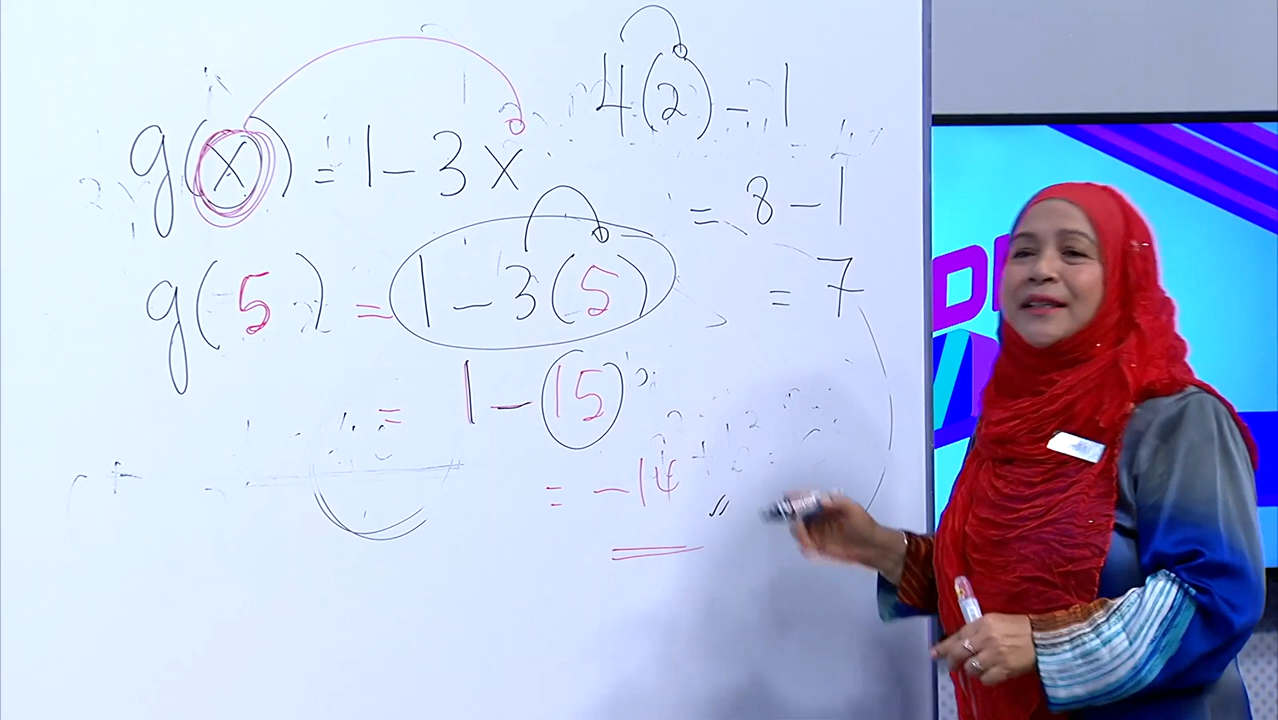 g(x) = 1 - 3x
g(5) = 1 - 3(5)
= 1 - 15
= -14
4(2) - 1
= 8 - 1
= 7